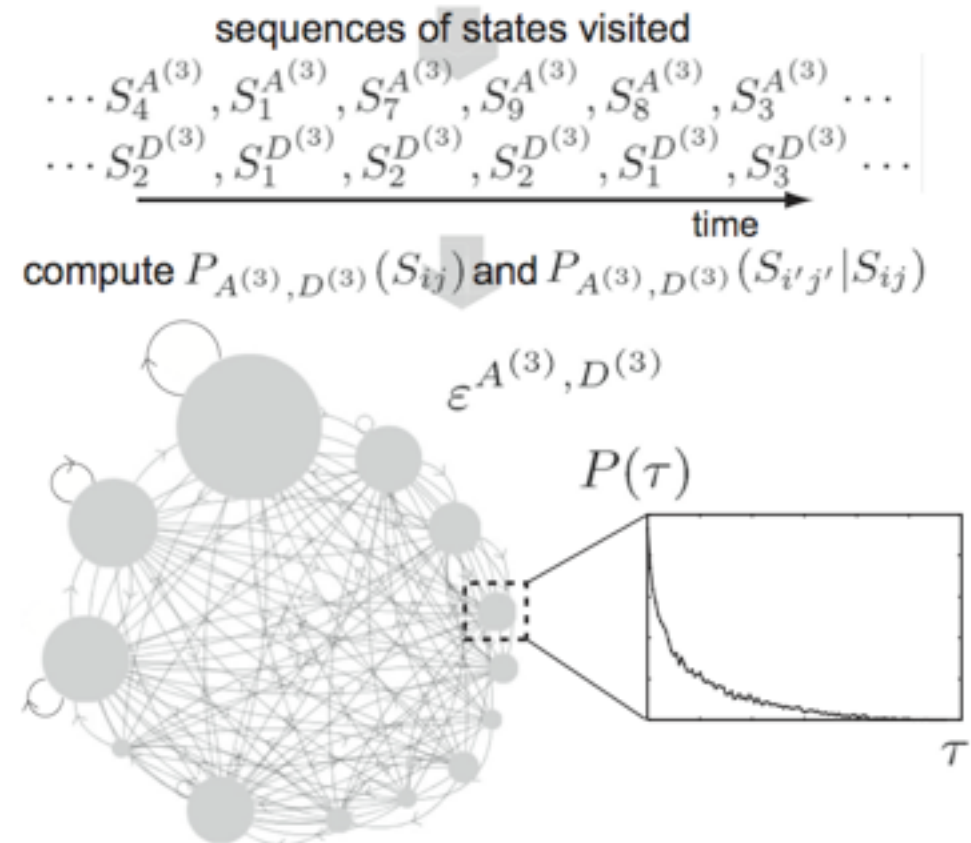 sequences of states visited
⋯ S_4^{A^{(3)}}, S_1^{A^{(3)}}, S_7^{A^{(3)}}, S_9^{A^{(3)}}, S_8^{A^{(3)}}, S_3^{A^{(3)}} ⋯
⋯ S_2^{D^{(3)}}, S_1^{D^{(3)}}, S_2^{D^{(3)}}, S_2^{D^{(3)}}, S_1^{D^{(3)}}, S_3^{D^{(3)}} ⋯
time
compute P_{A^{(3)},D^{(3)}}(S_{ij}) and P_{A^{(3)},D^{(3)}}(S_{i'j'}|S_{ij})
ε^{A^{(3)},D^{(3)}}
P(τ)
τ